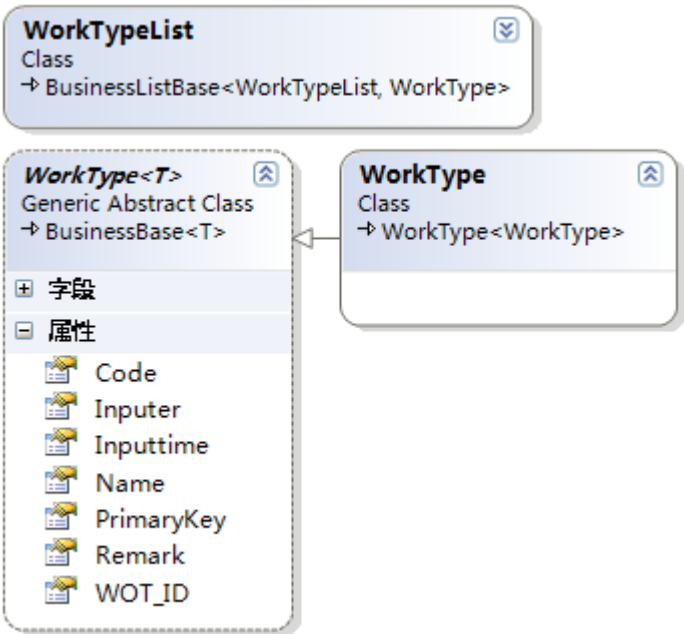 WorkTypeList
Class
BusinessListBase<WorkTypeList, WorkType>
WorkType<T>
Generic Abstract Class
BusinessBase<T>
字段
属性
Code
Inputer
Inputtime
Name
PrimaryKey
Remark
WOT_ID
WorkType
Class
WorkType<WorkType>